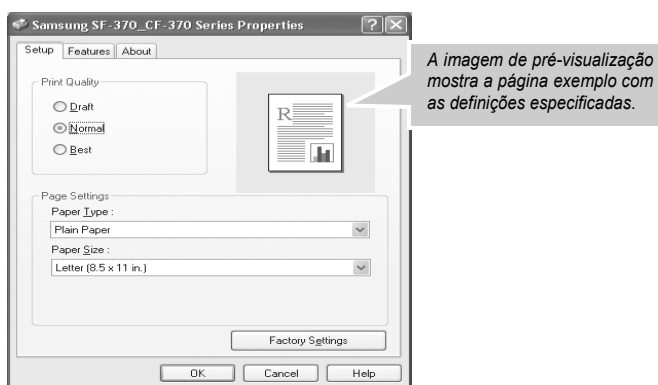 Samsung SF-370_CF-370 Series Properties
Setup Features About
Print Quality
Draft
Normal
Best
R
A imagem de pré-visualização
mostra a página exemplo com
as definições especificadas.
Page Settings
Paper Type :
Plain Paper
Paper Size :
Letter (8.5 x 11 in.)
Factory Settings
OK Cancel Help